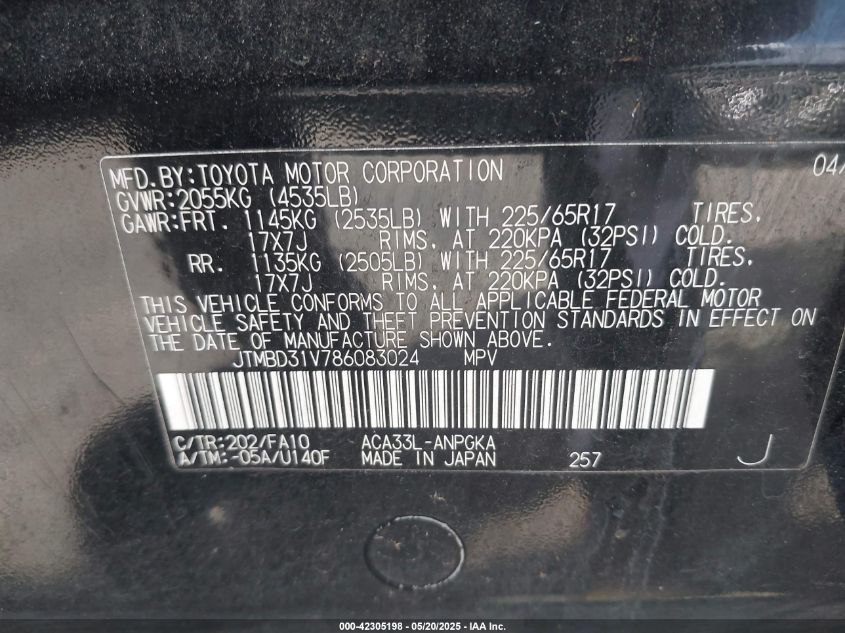 MFD.BY:TOYOTA MOTOR CORPORATION 04/
GVWR:2055KG (4535LB)
GAWR:FRT. 1145KG (2535LB) WITH 225/65R17 TIRES.
17X7J RIMS. AT 220KPA (32PSI) COLD.
RR. 1135KG (2505LB) WITH 225/65R17 TIRES,
17X7J RIMS. AT 220KPA (32PSI) COLD.
THIS VEHICLE CONFORMS TO ALL APPLICABLE FEDERAL MOTOR
VEHICLE SAFETY AND THEFT PREVENTION STANDARDS IN EFFECT ON
THE DATE OF MANUFACTURE SHOWN ABOVE.
JTMBD31V786083024 MPV
C/TR:202/FA10 ACA33L-ANPGKA
A/TM:-05A/U140F MADE IN JAPAN 257 J
000-42305198 - 05/20/2025 - IAA Inc.